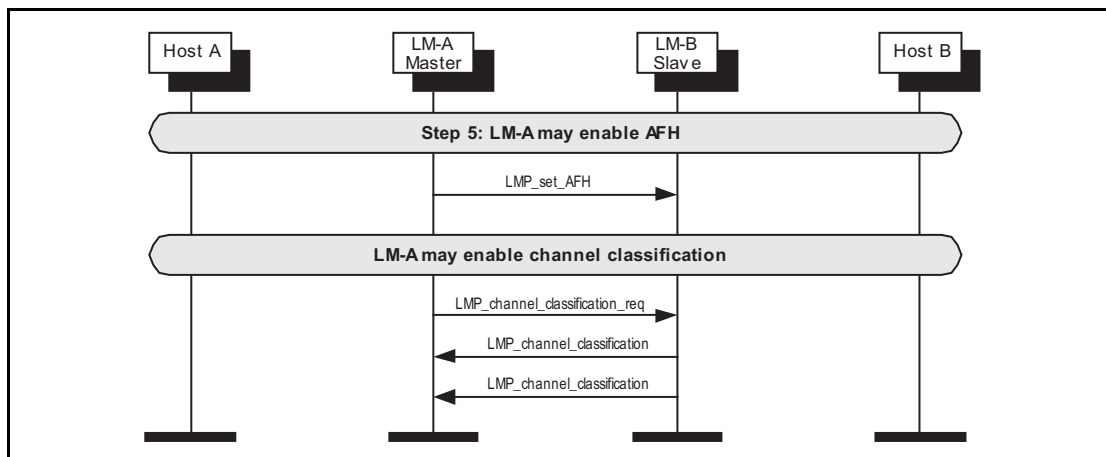 Host A
LM-A
Master
LM-B
Slave
Host B
Step 5: LM-A may enable AFH
LMP_set_AFH
LM-A may enable channel classification
LMP_channel_classification_req
LMP_channel_classification
LMP_channel_classification